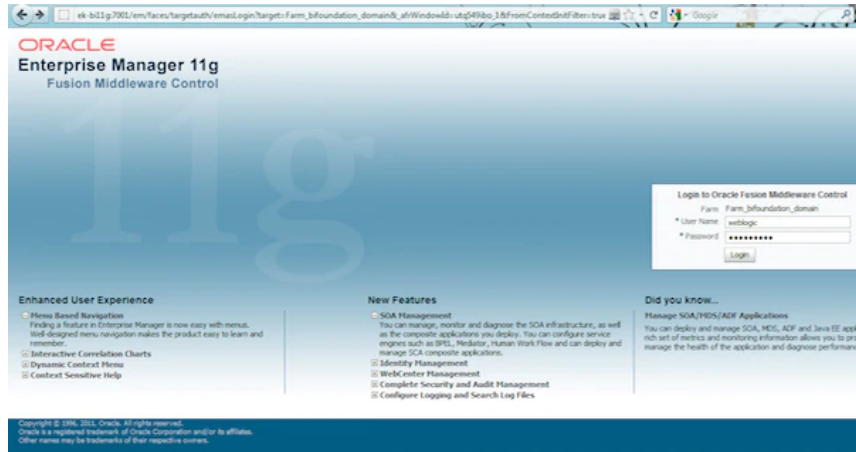 ek-bi11g:7001/em/faces/targetauth/emasLogin?target=Farm_bifoundation_domain&_afrWindowId=utq549ibo_1&fromContextInitFilter=true
Google
ORACLE
Enterprise Manager 11g
Fusion Middleware Control
11g
Login to Oracle Fusion Middleware Control
Farm Farm_bifoundation_domain
* User Name weblogic
* Password •••••••••
Login
Enhanced User Experience
Menu Based Navigation
Finding a feature in Enterprise Manager is now easy with menus.
Well-designed menu navigation makes the product easy to learn and
remember.
Interactive Correlation Charts
Dynamic Context Menu
Context Sensitive Help
New Features
SOA Management
You can manage, monitor and diagnose the SOA infrastructure, as well
as the composite applications you deploy. You can configure service
engines such as BPEL, Mediator, Human Work Flow and can deploy and
manage SCA composite applications.
Identity Management
WebCenter Management
Complete Security and Audit Management
Configure Logging and Search Log Files
Did you know...
Manage SOA/MDS/ADF Applications
You can deploy and manage SOA, MDS, ADF and Java EE appl
rich set of metrics and monitoring information allows you to pro
manage the health of the application and diagnose performan
Copyright © 1996, 2011, Oracle. All rights reserved.
Oracle is a registered trademark of Oracle Corporation and/or its affiliates.
Other names may be trademarks of their respective owners.